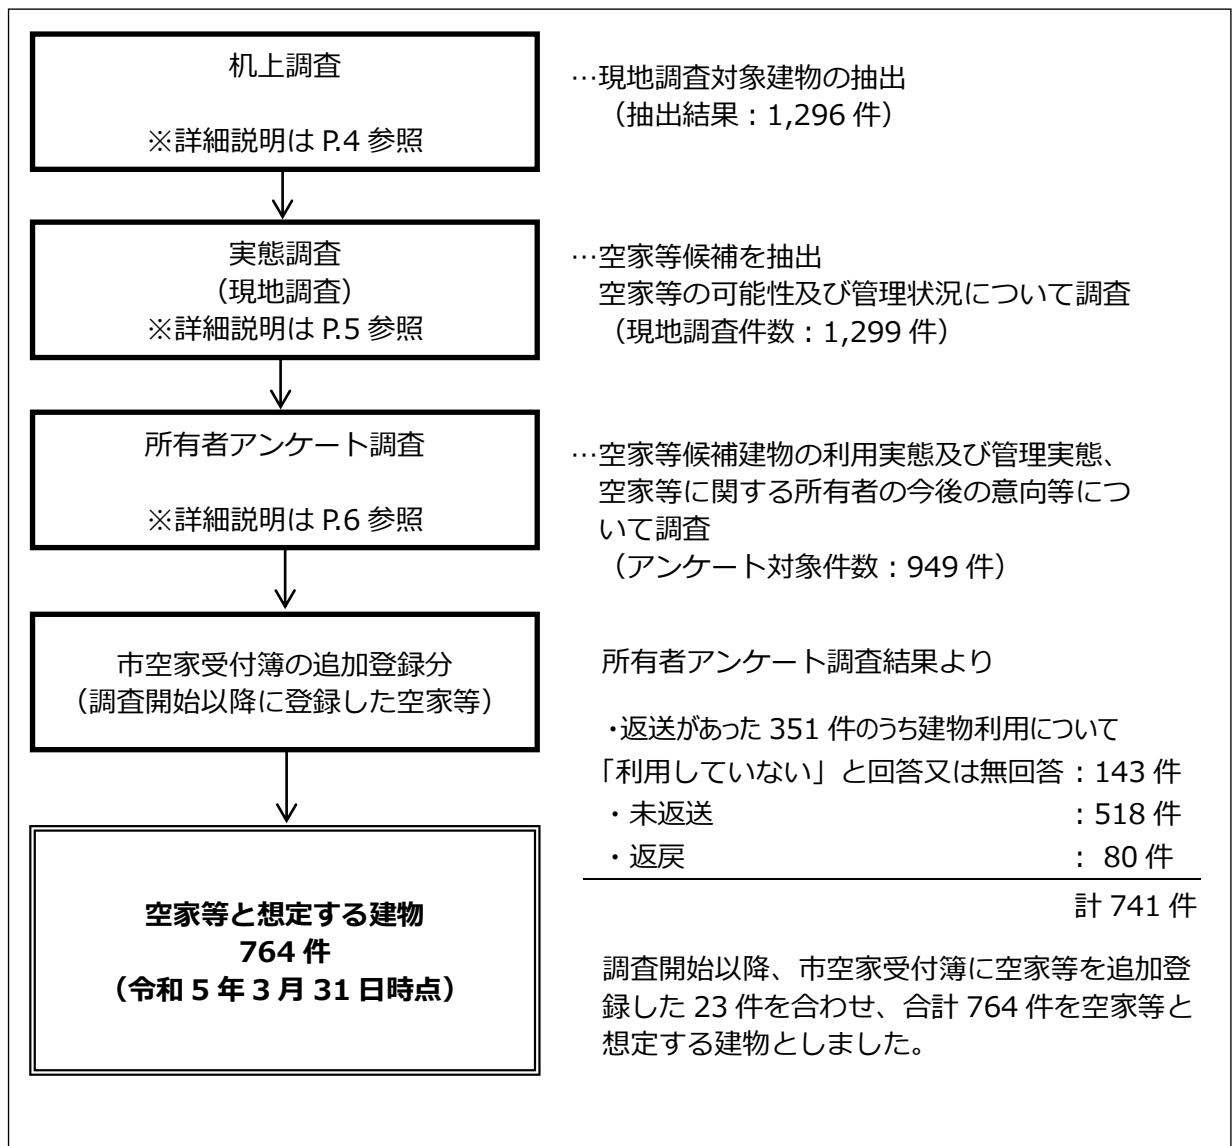 机上調査
※詳細説明は P.4 参照
…現地調査対象建物の抽出
（抽出結果：1,296 件）
実態調査
（現地調査）
※詳細説明は P.5 参照
…空家等候補を抽出
空家等の可能性及び管理状況について調査
（現地調査件数：1,299 件）
所有者アンケート調査
※詳細説明は P.6 参照
…空家等候補建物の利用実態及び管理実態、
空家等に関する所有者の今後の意向等につ
いて調査
（アンケート対象件数：949 件）
市空家受付簿の追加登録分
（調査開始以降に登録した空家等）
所有者アンケート調査結果より
・返送があった 351 件のうち建物利用について
「利用していない」と回答又は無回答：143 件
・未返送 ：518 件
・返戻 ： 80 件
計 741 件
空家等と想定する建物
764 件
（令和 5 年 3 月 31 日時点）
調査開始以降、市空家受付簿に空家等を追加登
録した 23 件を合わせ、合計 764 件を空家等と
想定する建物としました。